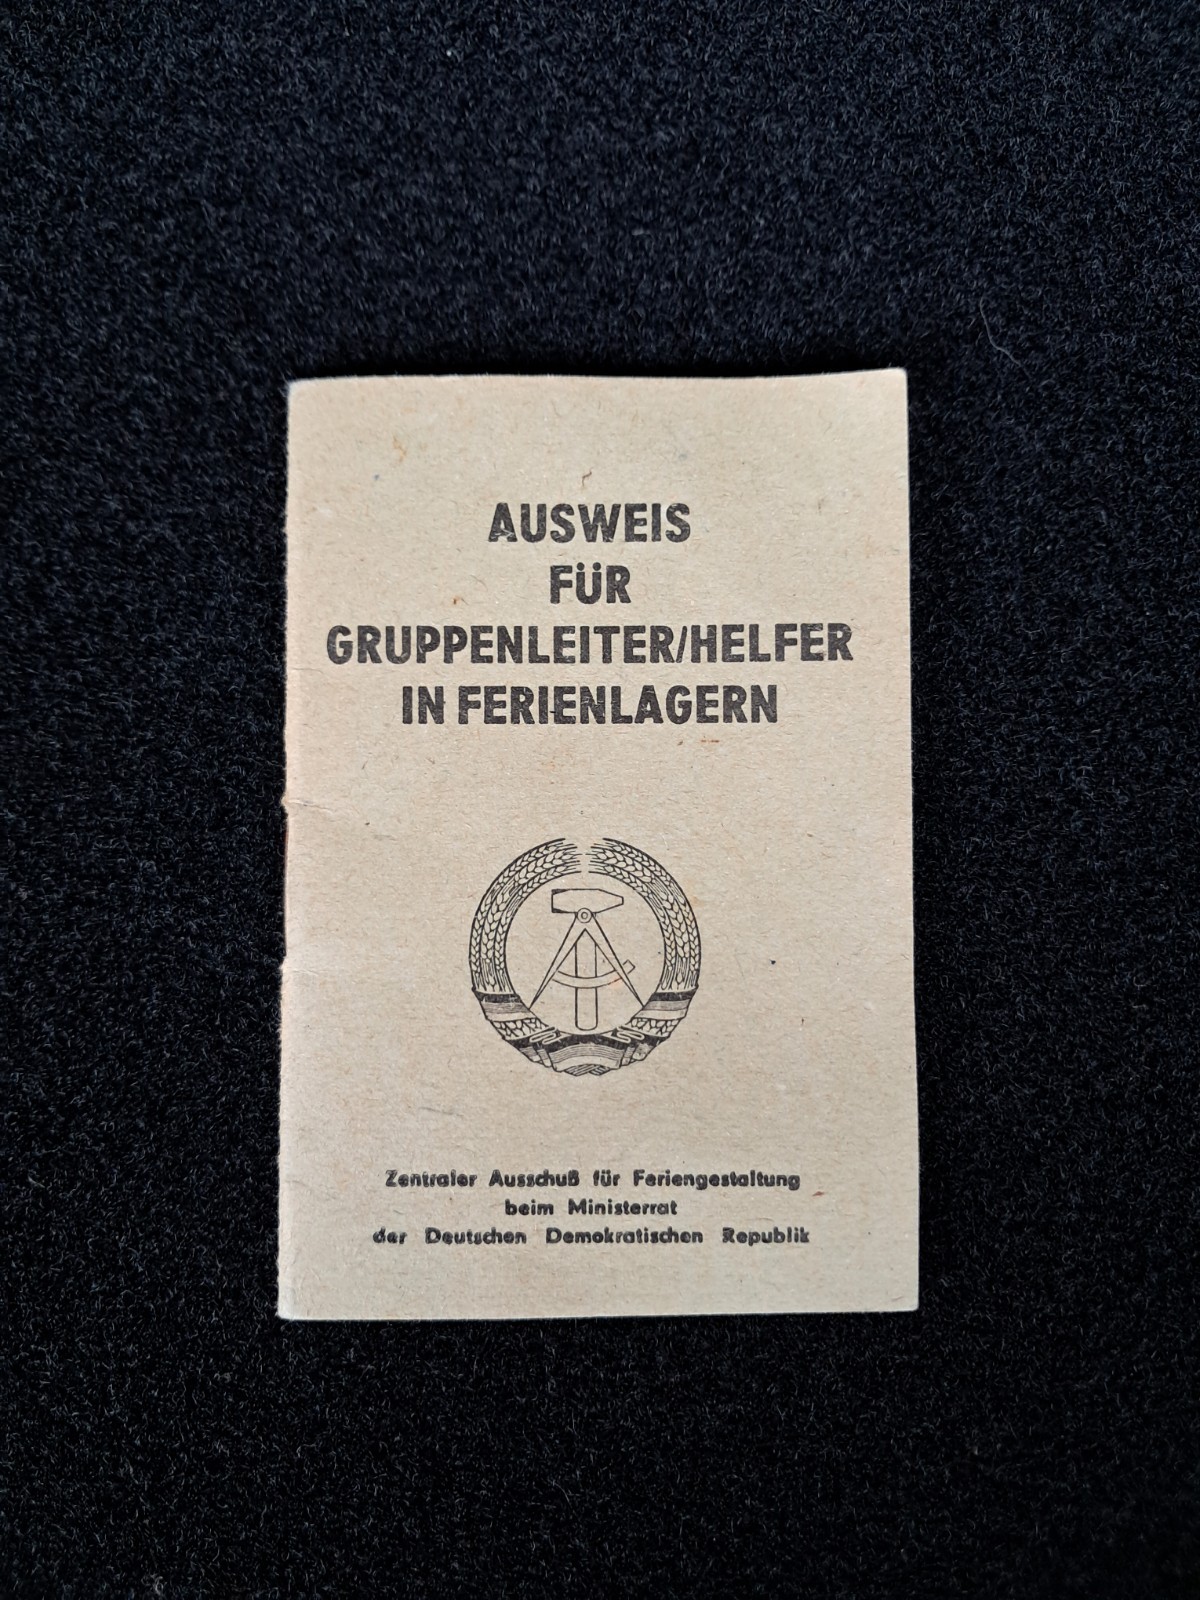 AUSWEIS
FÜR
GRUPPENLEITER/HELFER
IN FERIENLAGERN
Zentraler Ausschuß für Feriengestaltung
beim Ministerrat
der Deutschen Demokratischen Republik